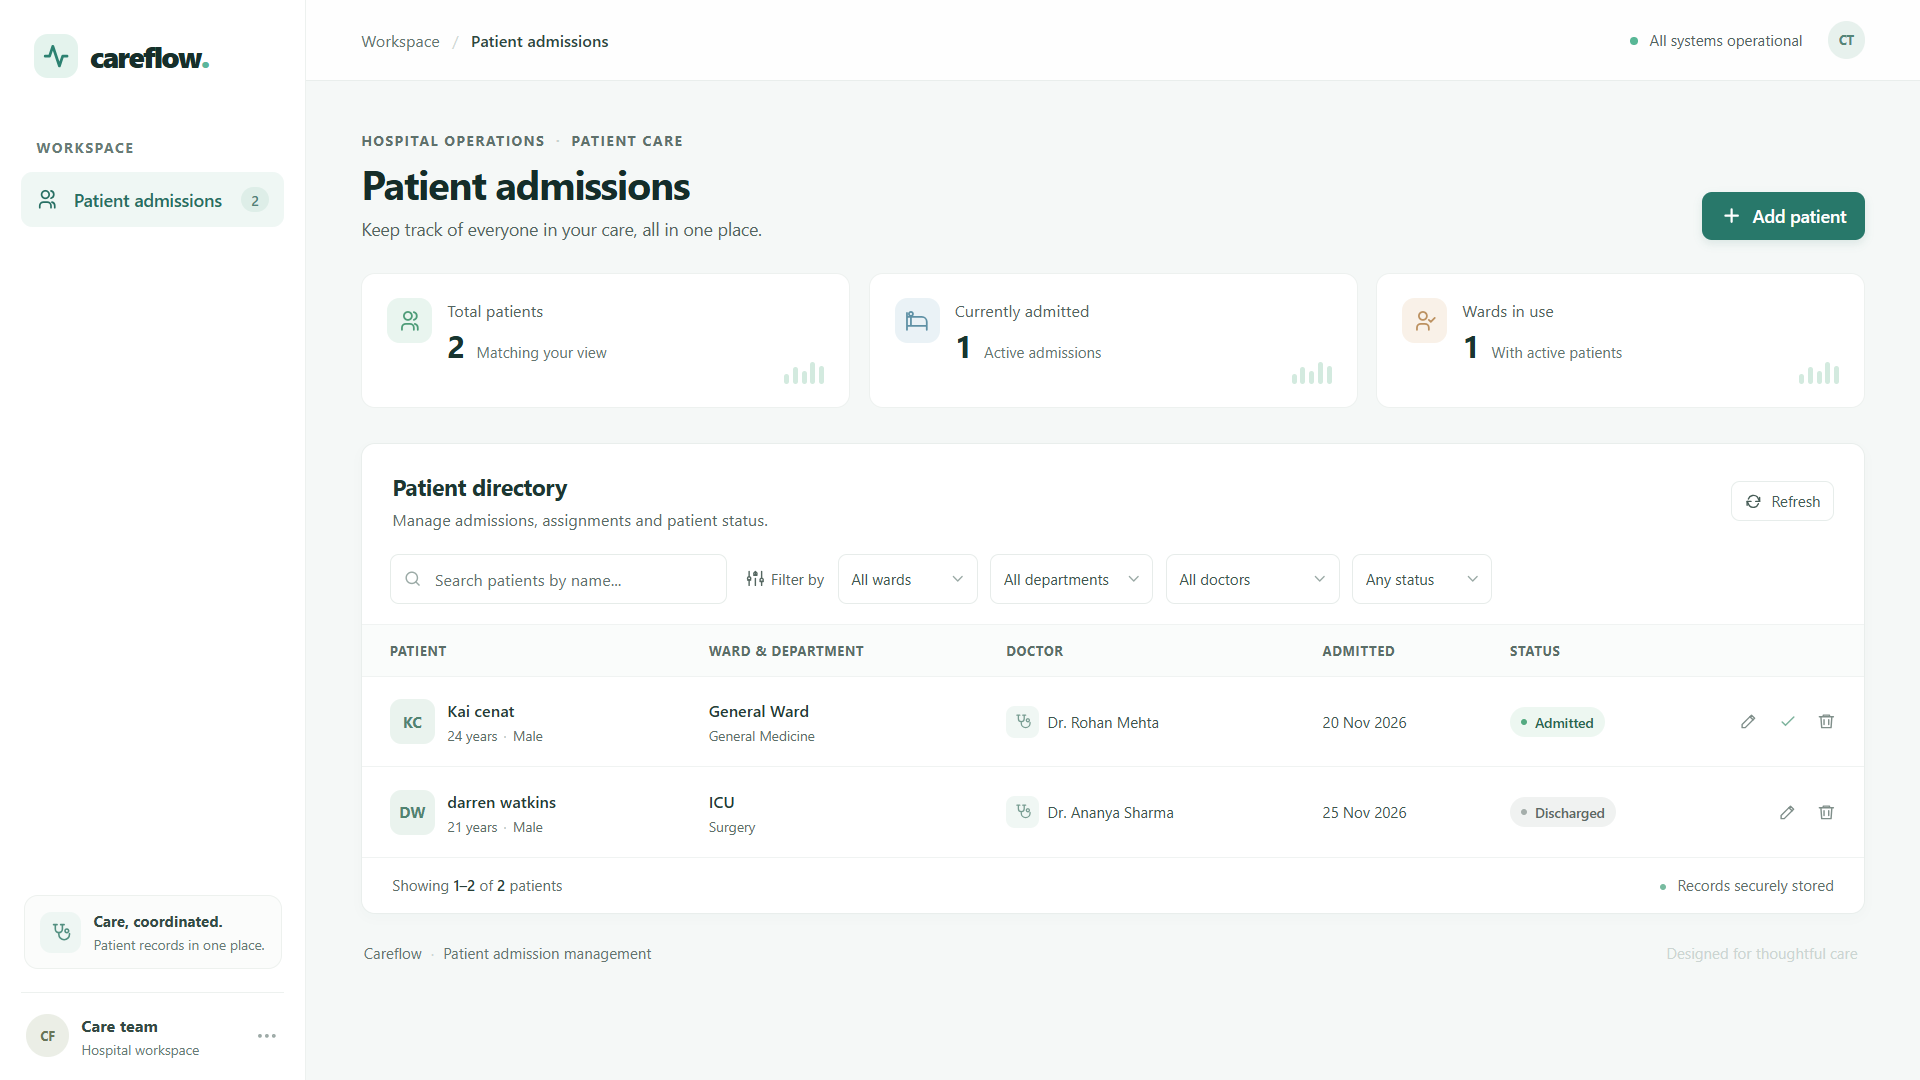 careflow.
WORKSPACE
Patient admissions 2
Care, coordinated.
Patient records in one place.
CF Care team
Hospital workspace
Workspace / Patient admissions
All systems operational CT
HOSPITAL OPERATIONS · PATIENT CARE
Patient admissions
Keep track of everyone in your care, all in one place.
+ Add patient
Total patients
2 Matching your view
Currently admitted
1 Active admissions
Wards in use
1 With active patients
Patient directory
Manage admissions, assignments and patient status.
Refresh
Search patients by name... Filter by All wards All departments All doctors Any status
PATIENT WARD & DEPARTMENT DOCTOR ADMITTED STATUS
KC Kai cenat General Ward Dr. Rohan Mehta 20 Nov 2026 Admitted
24 years · Male General Medicine
DW darren watkins ICU Dr. Ananya Sharma 25 Nov 2026 Discharged
21 years · Male Surgery
Showing 1–2 of 2 patients Records securely stored
Careflow · Patient admission management Designed for thoughtful care